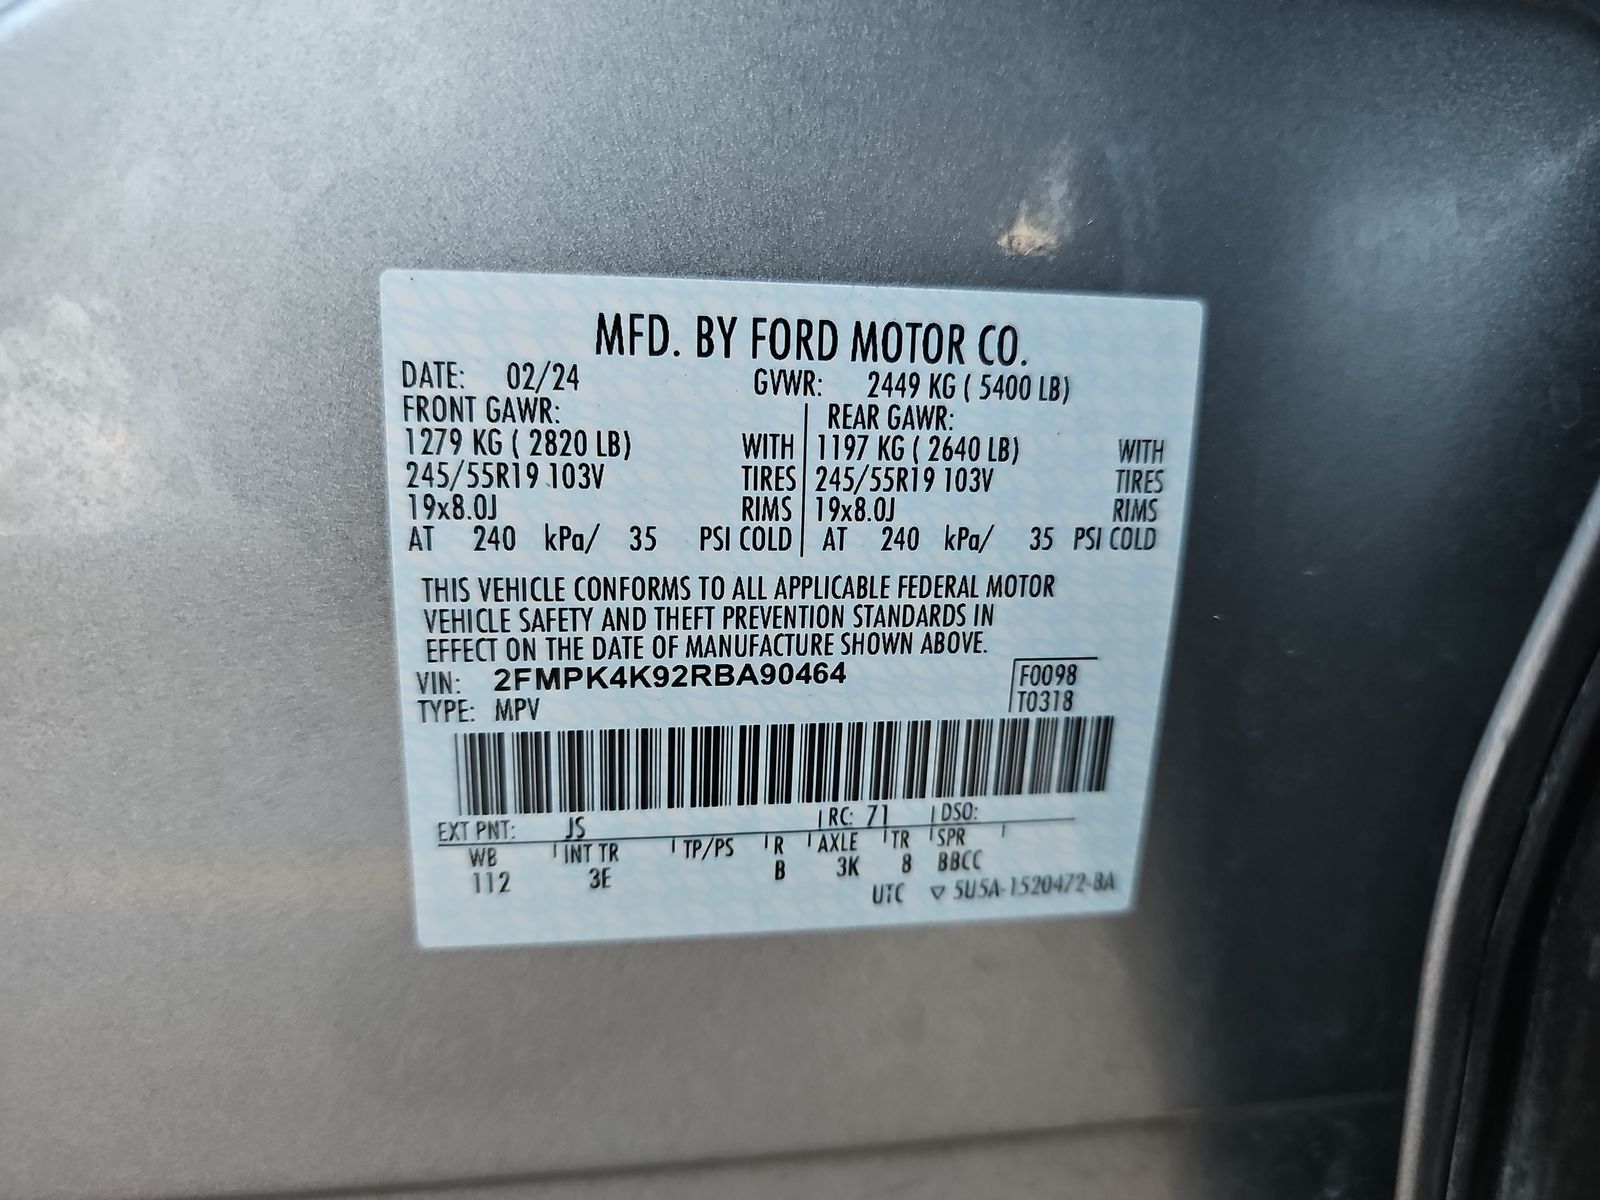 MFD. BY FORD MOTOR CO.
DATE: 02/24 GVWR: 2449 KG ( 5400 LB)
FRONT GAWR: REAR GAWR:
1279 KG ( 2820 LB) WITH 1197 KG ( 2640 LB) WITH
245/55R19 103V TIRES 245/55R19 103V TIRES
19x8.0J RIMS 19x8.0J RIMS
AT 240 kPa/ 35 PSI COLD AT 240 kPa/ 35 PSI COLD
THIS VEHICLE CONFORMS TO ALL APPLICABLE FEDERAL MOTOR
VEHICLE SAFETY AND THEFT PREVENTION STANDARDS IN
EFFECT ON THE DATE OF MANUFACTURE SHOWN ABOVE.
VIN: 2FMPK4K92RBA90464 F0098
TYPE: MPV T0318
EXT PNT: JS RC: 71 DSO:
WB INT TR TP/PS R AXLE TR SPR
112 3E B 3K 8 BBCC
UTC ▽ 5U5A-1520472-BA